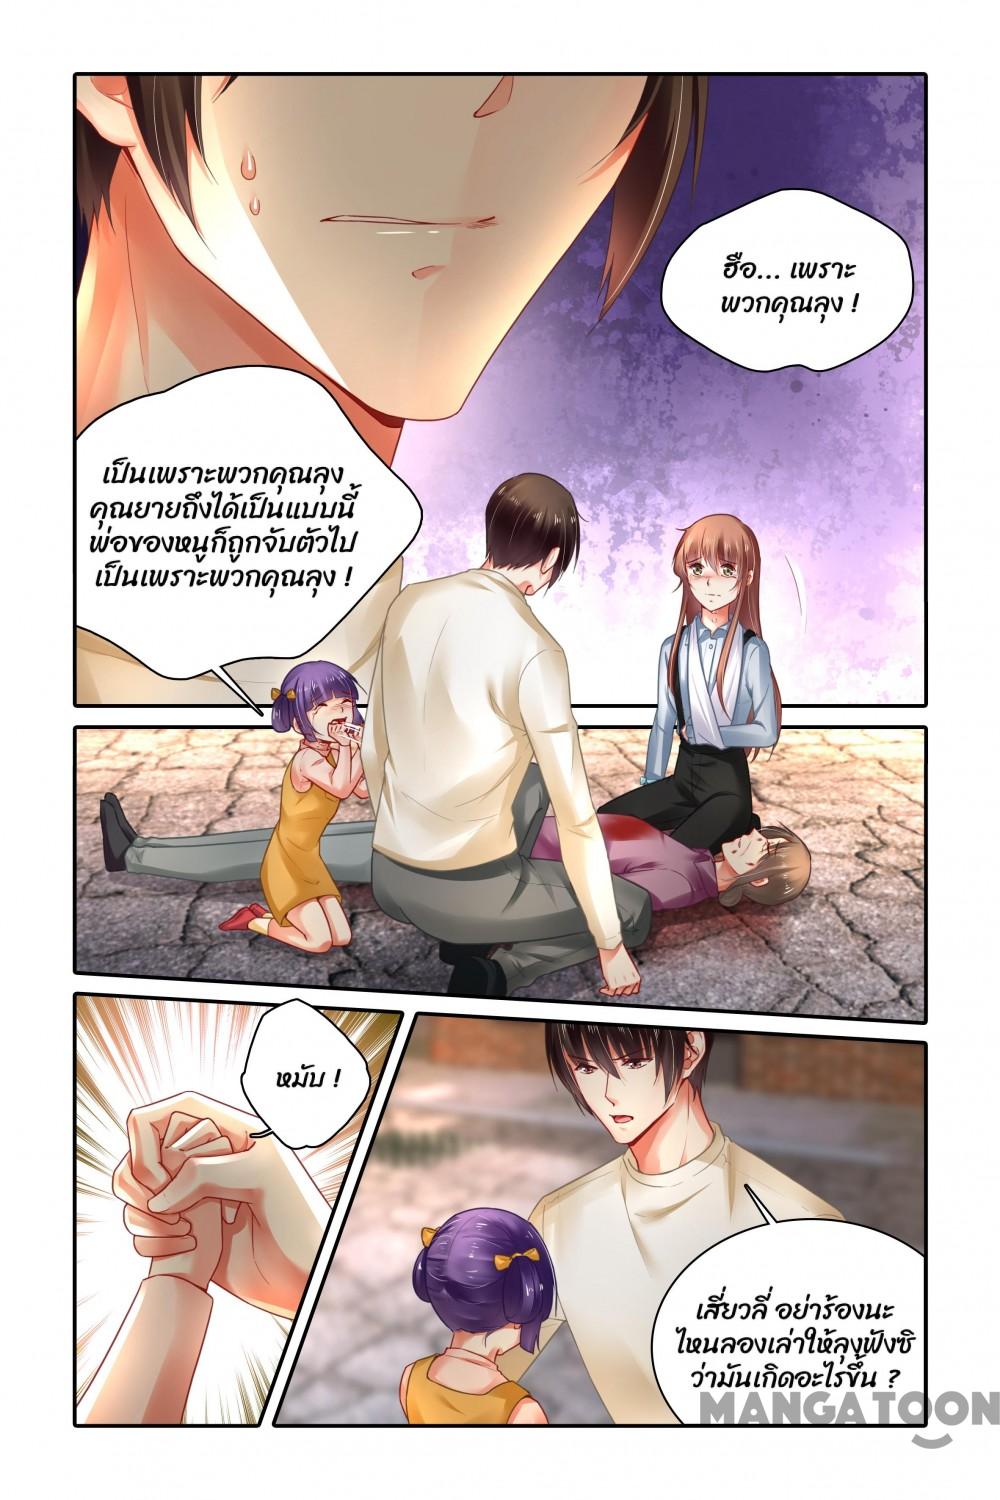 ฮือ... เพราะ
พวกคุณลุง !
เป็นเพราะพวกคุณลุง
คุณยายถึงได้เป็นแบบนี้
พ่อของหนูก็ถูกจับตัวไป
เป็นเพราะพวกคุณลุง !
หมับ !
เสี่ยวลี่ อย่าร้องนะ
ไหนลองเล่าให้ลุงฟังซิ
ว่ามันเกิดอะไรขึ้น ?
MANGATOON